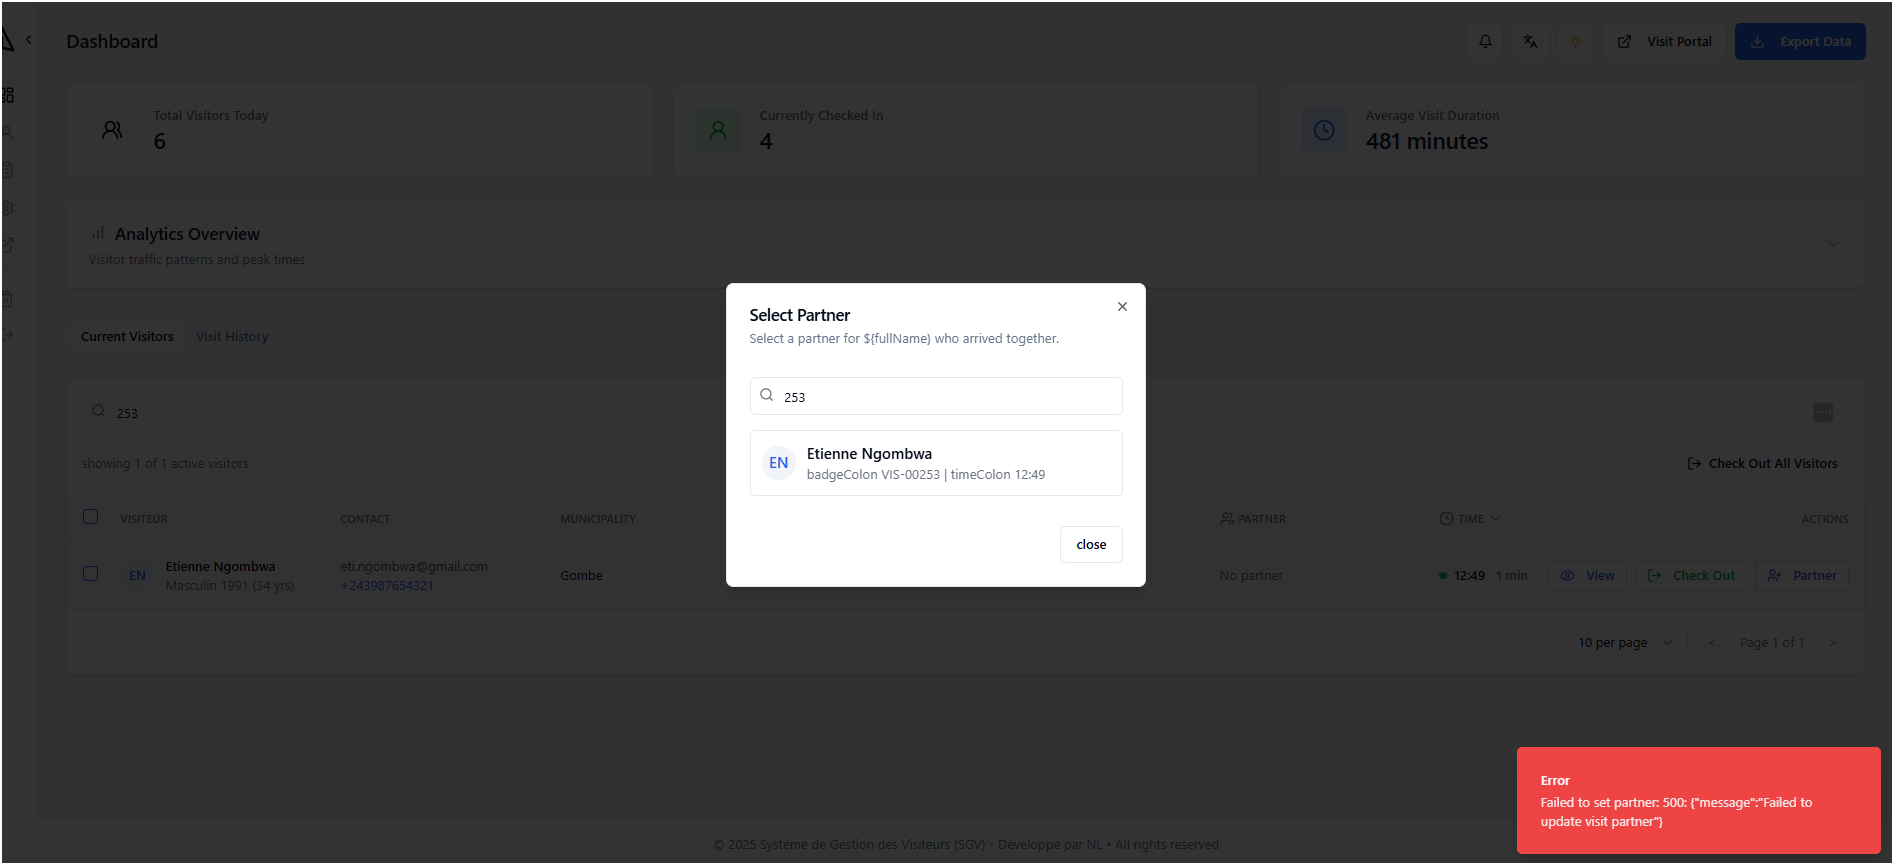 Dashboard
Visit Portal
Export Data
Total Visitors Today
6
Currently Checked In
4
Average Visit Duration
481 minutes
Analytics Overview
Visitor traffic patterns and peak times
Current Visitors
Visit History
253
showing 1 of 1 active visitors
Check Out All Visitors
VISITEUR
CONTACT
MUNICIPALITY
PARTNER
TIME
ACTIONS
EN
Etienne Ngombwa
Masculin 1991 (34 yrs)
eti.ngombwa@gmail.com
+243987654321
Gombe
No partner
12:49 1 min
View
Check Out
Partner
10 per page
<
Page 1 of 1
>
Select Partner
Select a partner for ${fullName} who arrived together.
253
EN
Etienne Ngombwa
badgeColon VIS-00253 | timeColon 12:49
close
Error
Failed to set partner: 500: {"message":"Failed to
update visit partner"}
© 2025 Système de Gestion des Visiteurs (SGV) - Développé par NL • All rights reserved